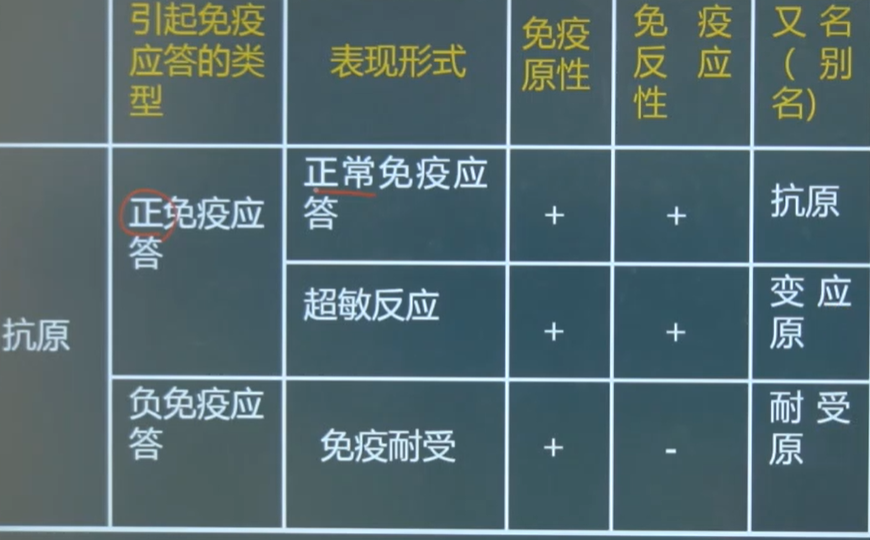 引起免疫应答的类型
表现形式
免疫原性
免疫反应性
又名(别名)
抗原
正免疫应答
正常免疫应答
+
+
抗原
超敏反应
+
+
变应原
负免疫应答
免疫耐受
+
-
耐受原